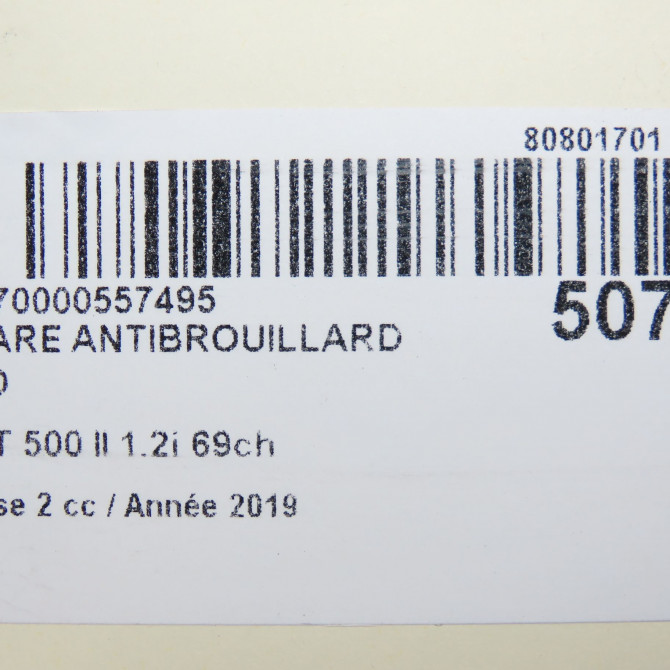 80801701
70000557495
507
ARE ANTIBROUILLARD
T 500 II 1.2i 69ch
se 2 cc / Année 2019